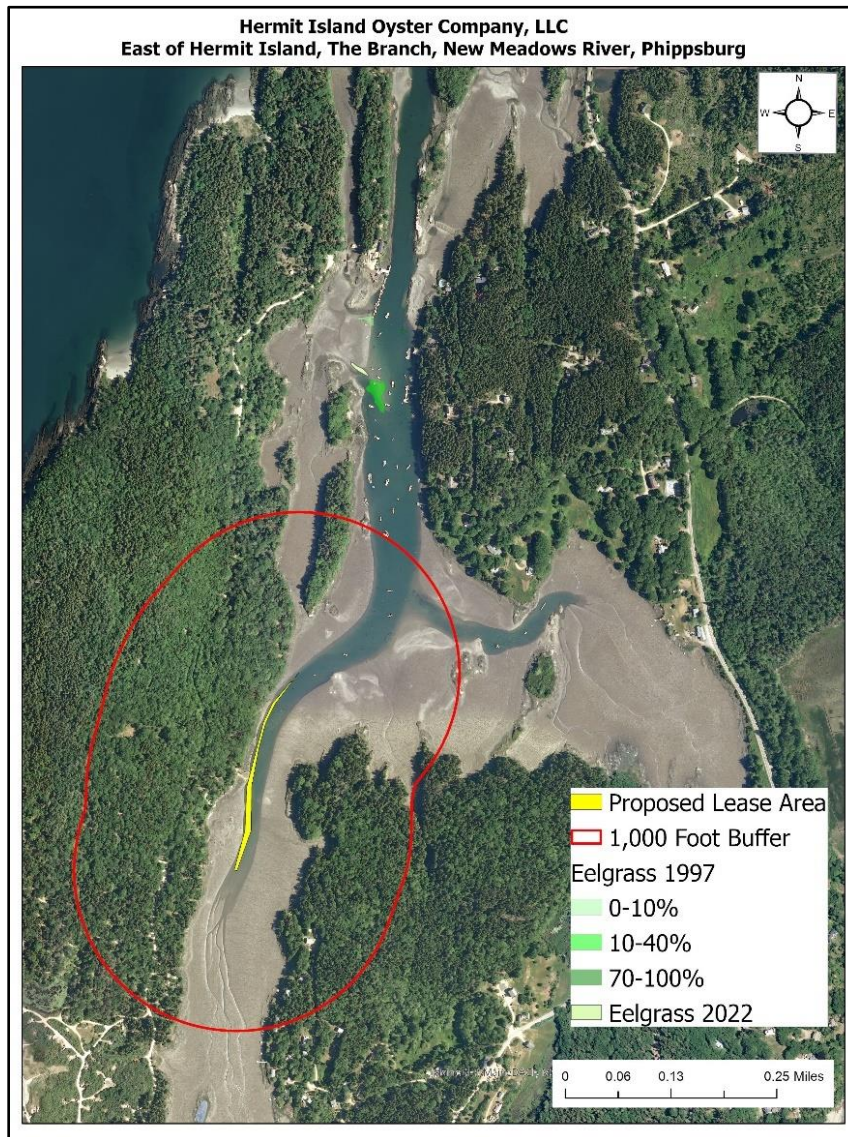 Hermit Island Oyster Company, LLC
East of Hermit Island, The Branch, New Meadows River, Phippsburg
N
W E
S
Proposed Lease Area
1,000 Foot Buffer
Eelgrass 1997
0-10%
10-40%
70-100%
Eelgrass 2022
0 0.06 0.13 0.25 Miles